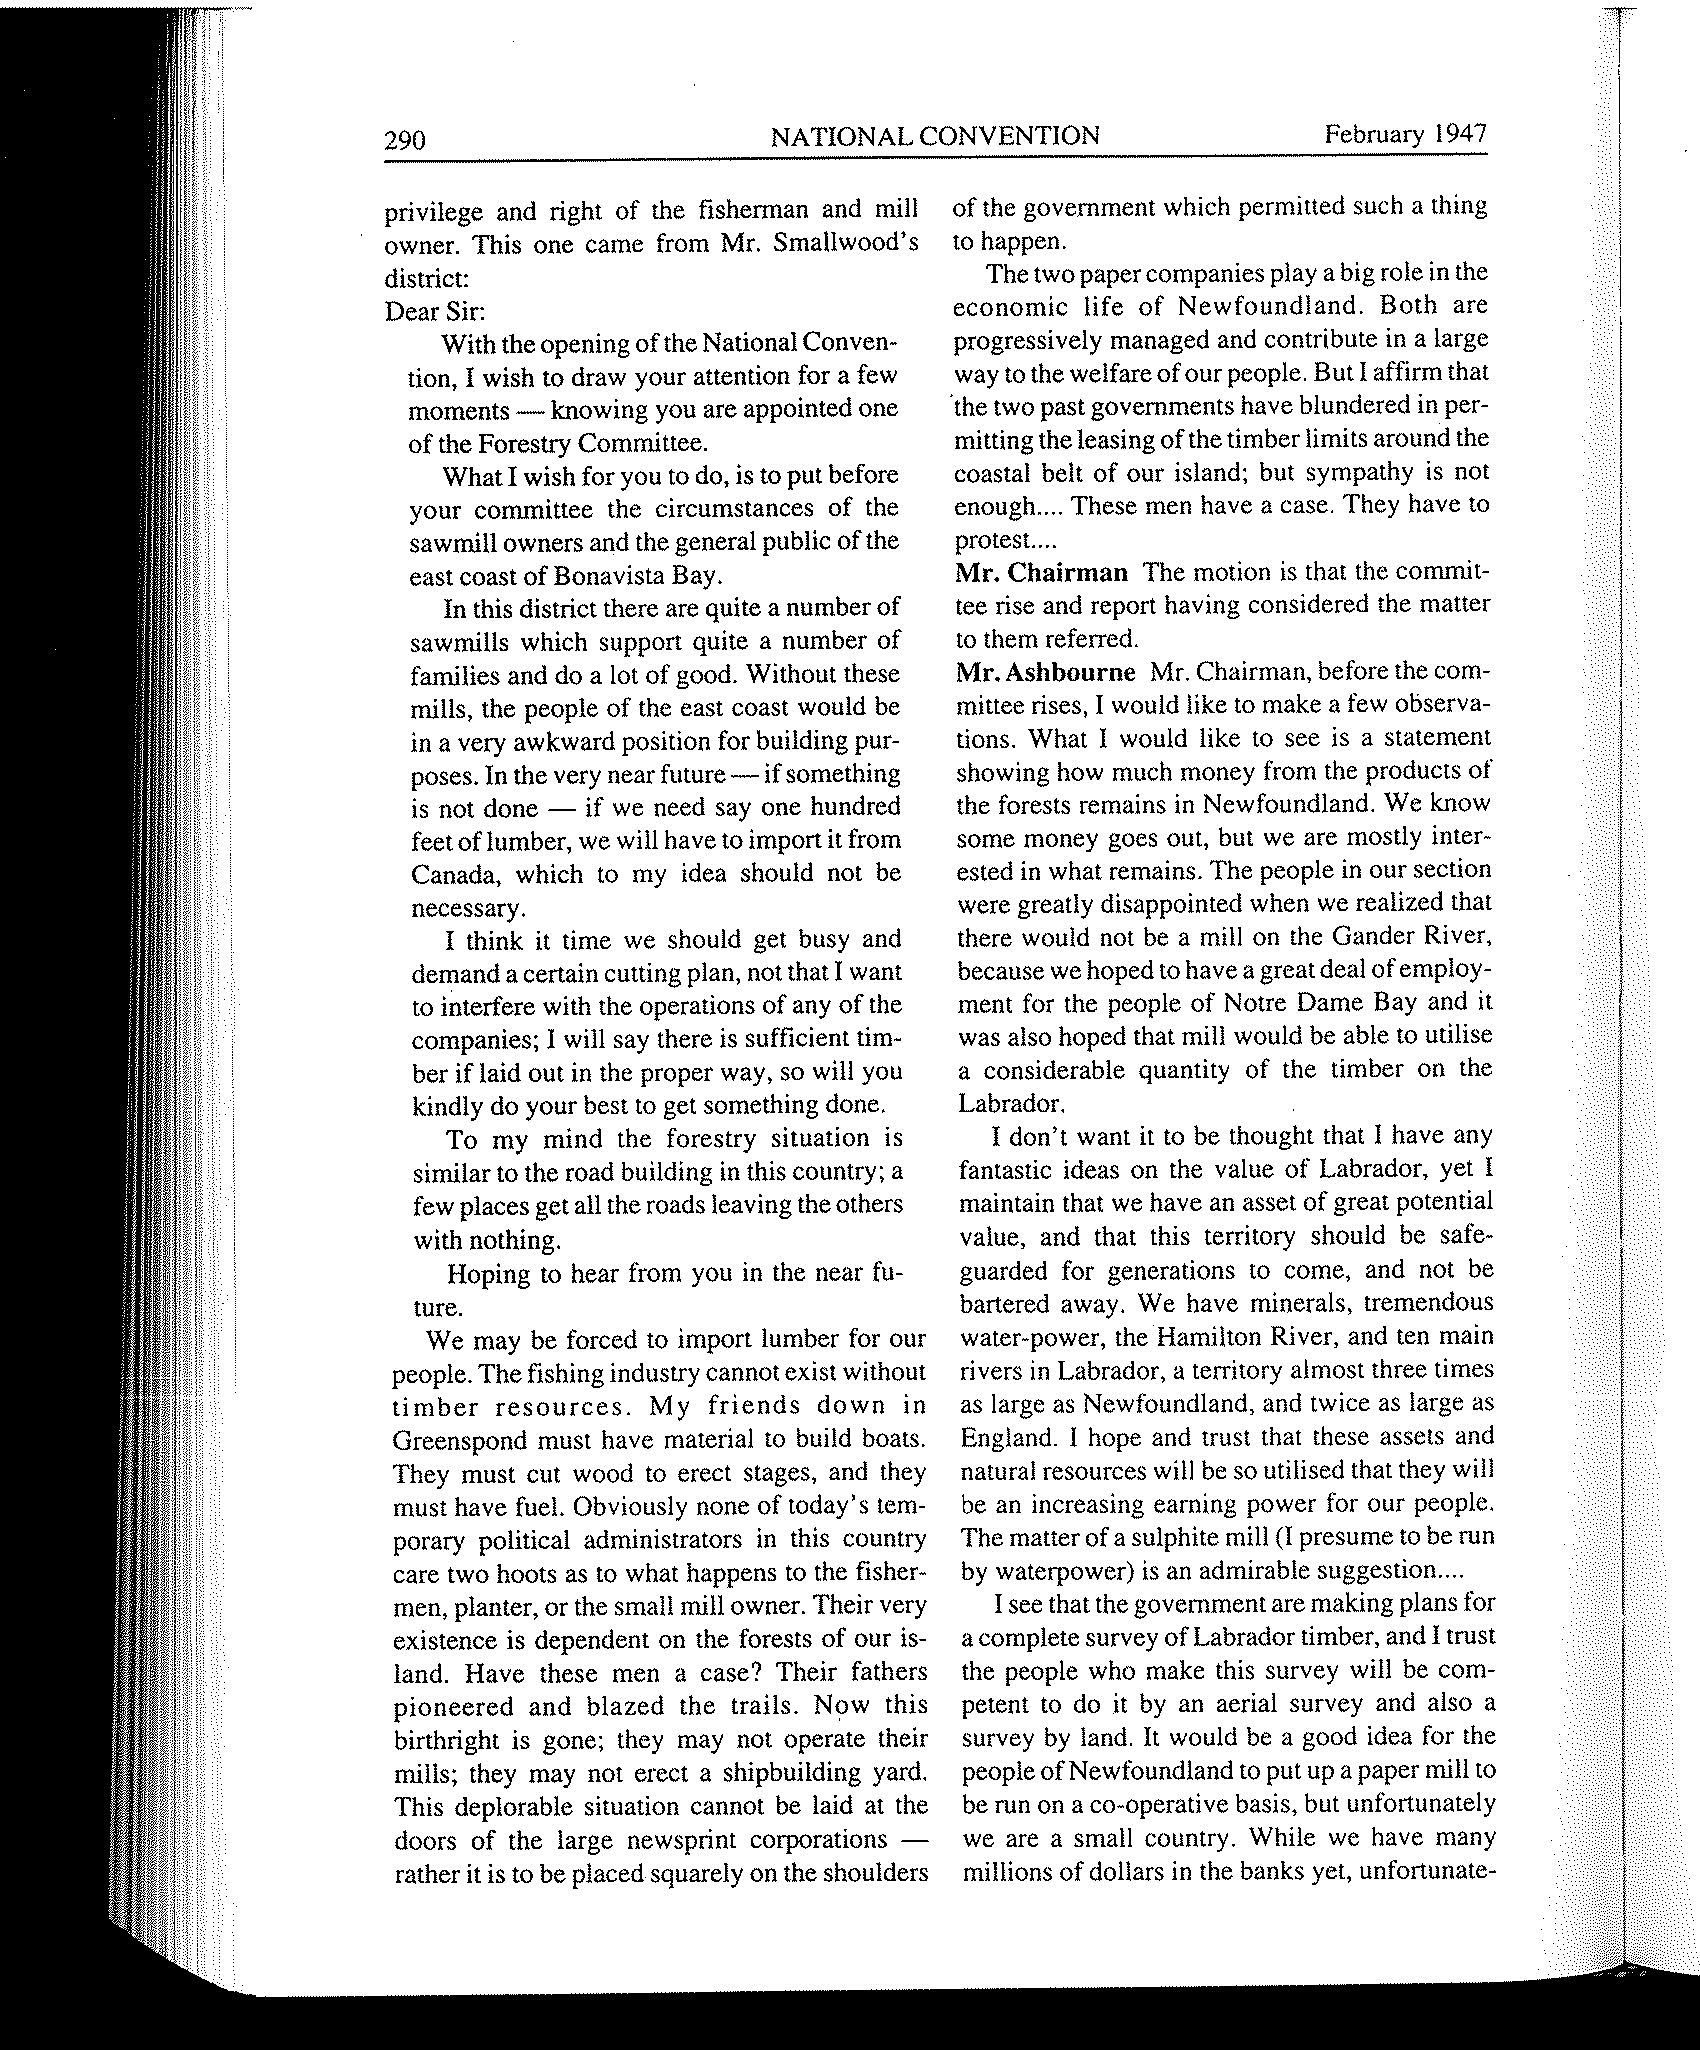 290 NATIONAL CONVENTION February 1947
privilege and right of the fisherman and mill
owner. This one came from Mr. Smallwood's
district:
Dear Sir:
With the opening of the National Conven-
tion, I wish to draw your attention for a few
moments — knowing you are appointed one
of the Forestry Committee.
What I wish for you to do, is to put before
your committee the circumstances of the
sawmill owners and the general public of the
east coast of Bonavista Bay.
In this district there are quite a number of
sawmills which support quite a number of
families and do a lot of good. Without these
mills, the people of the east coast would be
in a very awkward position for building pur-
poses. In the very near future — if something
is not done — if we need say one hundred
feet of lumber, we will have to import it from
Canada, which to my idea should not be
necessary.
I think it time we should get busy and
demand a certain cutting plan, not that I want
to interfere with the operations of any of the
companies; I will say there is sufficient tim-
ber if laid out in the proper way, so will you
kindly do your best to get something done.
To my mind the forestry situation is
similar to the road building in this country; a
few places get all the roads leaving the others
with nothing.
Hoping to hear from you in the near fu-
ture.
We may be forced to import lumber for our
people. The fishing industry cannot exist without
timber resources. My friends down in
Greenspond must have material to build boats.
They must cut wood to erect stages, and they
must have fuel. Obviously none of today's tem-
porary political administrators in this country
care two hoots as to what happens to the fisher-
men, planter, or the small mill owner. Their very
existence is dependent on the forests of our is-
land. Have these men a case? Their fathers
pioneered and blazed the trails. Now this
birthright is gone; they may not operate their
mills; they may not erect a shipbuilding yard.
This deplorable situation cannot be laid at the
doors of the large newsprint corporations —
rather it is to be placed squarely on the shoulders
of the government which permitted such a thing
to happen.
The two paper companies play a big role in the
economic life of Newfoundland. Both are
progressively managed and contribute in a large
way to the welfare of our people. But I affirm that
the two past governments have blundered in per-
mitting the leasing of the timber limits around the
coastal belt of our island; but sympathy is not
enough.... These men have a case. They have to
protest....
Mr. Chairman The motion is that the commit-
tee rise and report having considered the matter
to them referred.
Mr. Ashbourne Mr. Chairman, before the com-
mittee rises, I would like to make a few observa-
tions. What I would like to see is a statement
showing how much money from the products of
the forests remains in Newfoundland. We know
some money goes out, but we are mostly inter-
ested in what remains. The people in our section
were greatly disappointed when we realized that
there would not be a mill on the Gander River,
because we hoped to have a great deal of employ-
ment for the people of Notre Dame Bay and it
was also hoped that mill would be able to utilise
a considerable quantity of the timber on the
Labrador.
I don't want it to be thought that I have any
fantastic ideas on the value of Labrador, yet I
maintain that we have an asset of great potential
value, and that this territory should be safe-
guarded for generations to come, and not be
bartered away. We have minerals, tremendous
water-power, the Hamilton River, and ten main
rivers in Labrador, a territory almost three times
as large as Newfoundland, and twice as large as
England. I hope and trust that these assets and
natural resources will be so utilised that they will
be an increasing earning power for our people.
The matter of a sulphite mill (I presume to be run
by waterpower) is an admirable suggestion....
I see that the government are making plans for
a complete survey of Labrador timber, and I trust
the people who make this survey will be com-
petent to do it by an aerial survey and also a
survey by land. It would be a good idea for the
people of Newfoundland to put up a paper mill to
be run on a co-operative basis, but unfortunately
we are a small country. While we have many
millions of dollars in the banks yet, unfortunate-